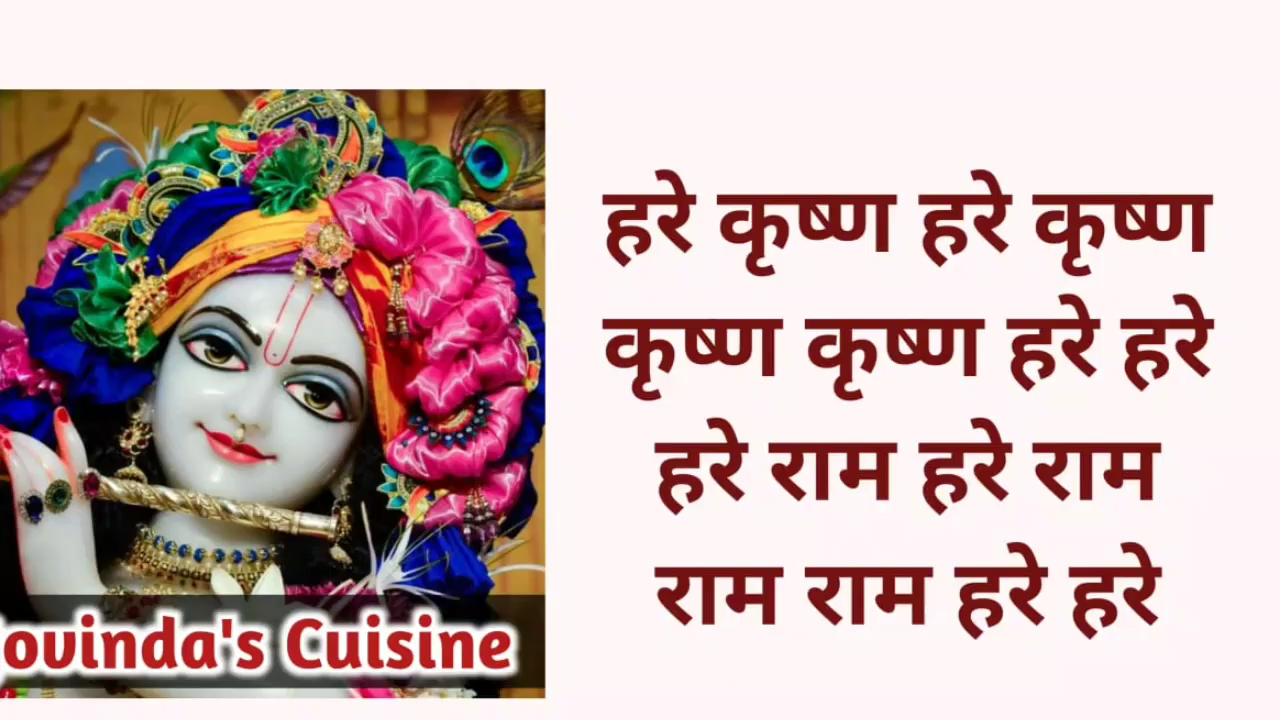 हरे कृष्ण हरे कृष्ण
कृष्ण कृष्ण हरे हरे
हरे राम हरे राम
राम राम हरे हरे
ovinda's Cuisine